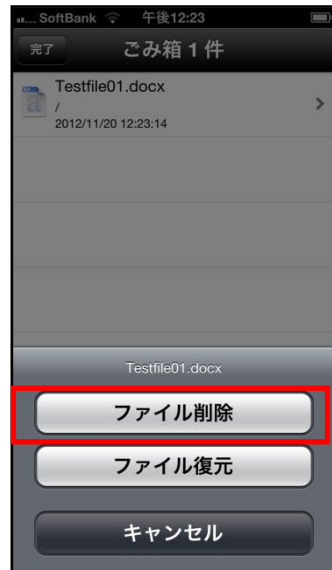 SoftBank 午後12:23
完了 ごみ箱 1 件
Testfile01.docx
/
2012/11/20 12:23:14
Testfile01.docx
ファイル削除
ファイル復元
キャンセル